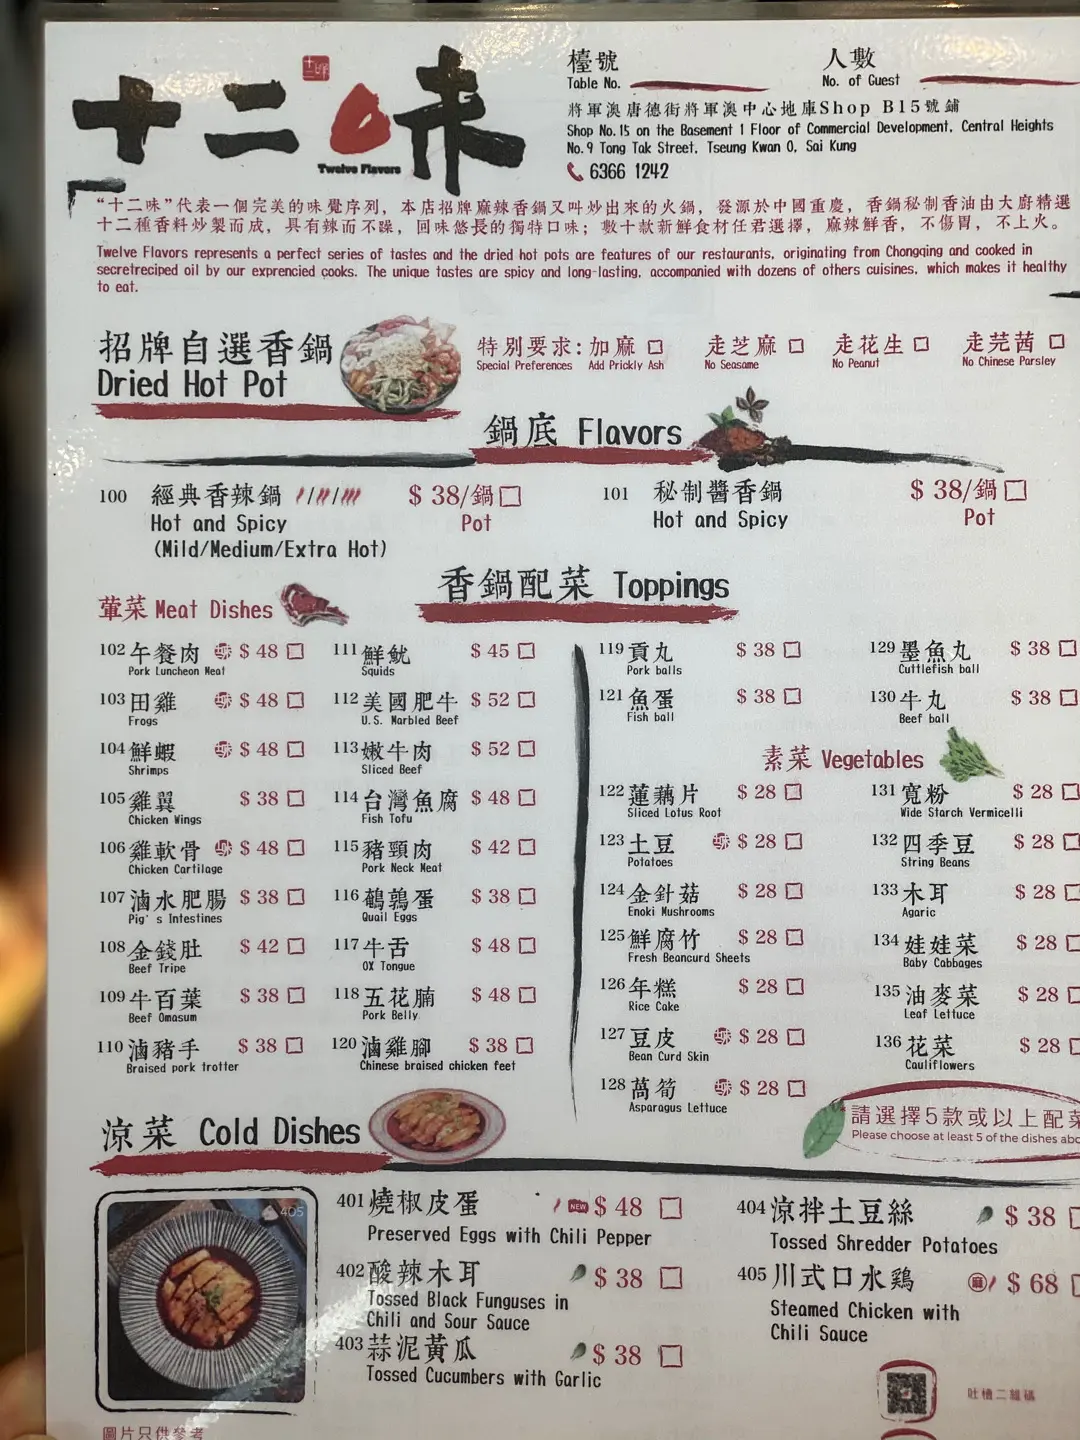 十二味
Twelve Flavors
檯號
Table No.
人數
No. of Guest
將軍澳唐德街將軍澳中心地庫Shop B15號鋪
Shop No.15 on the Basement 1 Floor of Commercial Development, Central Heights
No.9 Tong Tak Street, Tseung Kwan O, Sai Kung
6366 1242
“十二味”代表一個完美的味覺序列，本店招牌麻辣香鍋又叫炒出來的火鍋，發源於中國重慶，香鍋秘制香油由大廚精選
十二種香料炒製而成，具有辣而不躁，回味悠長的獨特口味；數十款新鮮食材任君選擇，麻辣鮮香，不傷胃，不上火。
Twelve Flavors represents a perfect series of tastes and the dried hot pots are features of our restaurants, originating from Chongqing and cooked in
secretreciped oil by our exprencied cooks. The unique tastes are spicy and long-lasting, accompanied with dozens of others cuisines, which makes it healthy
to eat.
招牌自選香鍋
Dried Hot Pot
特別要求: 加麻 走芝麻 走花生 走芫茜
Special Preferences Add Prickly Ash No Seasame No Peanut No Chinese Parsley
鍋底 Flavors
100 經典香辣鍋 $ 38/鍋
Hot and Spicy Pot
(Mild/Medium/Extra Hot)
101 秘制醬香鍋 $ 38/鍋
Hot and Spicy Pot
香鍋配菜 Toppings
葷菜 Meat Dishes
102 午餐肉 $ 48
Pork Luncheon Meat
103 田雞 $ 48
Frogs
104 鮮蝦 $ 48
Shrimps
105 雞翼 $ 38
Chicken Wings
106 雞軟骨 $ 48
Chicken Cartilage
107 滷水肥腸 $ 38
Pig's Intestines
108 金錢肚 $ 42
Beef Tripe
109 牛百葉 $ 38
Beef Omasum
110 滷豬手 $ 38
Braised pork trotter
111 鮮魷 $ 45
Squids
112 美國肥牛 $ 52
U.S. Marbled Beef
113 嫩牛肉 $ 52
Sliced Beef
114 台灣魚腐 $ 48
Fish Tofu
115 豬頸肉 $ 42
Pork Neck Meat
116 鵪鶉蛋 $ 38
Quail Eggs
117 牛舌 $ 48
OX Tongue
118 五花腩 $ 48
Pork Belly
120 滷雞腳 $ 38
Chinese braised chicken feet
119 貢丸 $ 38
Pork balls
121 魚蛋 $ 38
Fish ball
129 墨魚丸 $ 38
Cuttlefish ball
130 牛丸 $ 38
Beef ball
素菜 Vegetables
122 蓮藕片 $ 28
Sliced Lotus Root
123 土豆 $ 28
Potatoes
124 金針菇 $ 28
Enoki Mushrooms
125 鮮腐竹 $ 28
Fresh Beancurd Sheets
126 年糕 $ 28
Rice Cake
127 豆皮 $ 28
Bean Curd Skin
128 萵筍 $ 28
Asparagus Lettuce
131 寬粉 $ 28
Wide Starch Vermicelli
132 四季豆 $ 28
String Beans
133 木耳 $ 28
Agaric
134 娃娃菜 $ 28
Baby Cabbages
135 油麥菜 $ 28
Leaf Lettuce
136 花菜 $ 28
Cauliflowers
請選擇5款或以上配菜
Please choose at least 5 of the dishes abo
涼菜 Cold Dishes
405
401 燒椒皮蛋 NEW $ 48
Preserved Eggs with Chili Pepper
402 酸辣木耳 $ 38
Tossed Black Funguses in
Chili and Sour Sauce
403 蒜泥黃瓜 $ 38
Tossed Cucumbers with Garlic
404 涼拌土豆絲 $ 38
Tossed Shredder Potatoes
405 川式口水鷄 麻 $ 68
Steamed Chicken with
Chili Sauce
吐槽二維碼
圖片只供參考